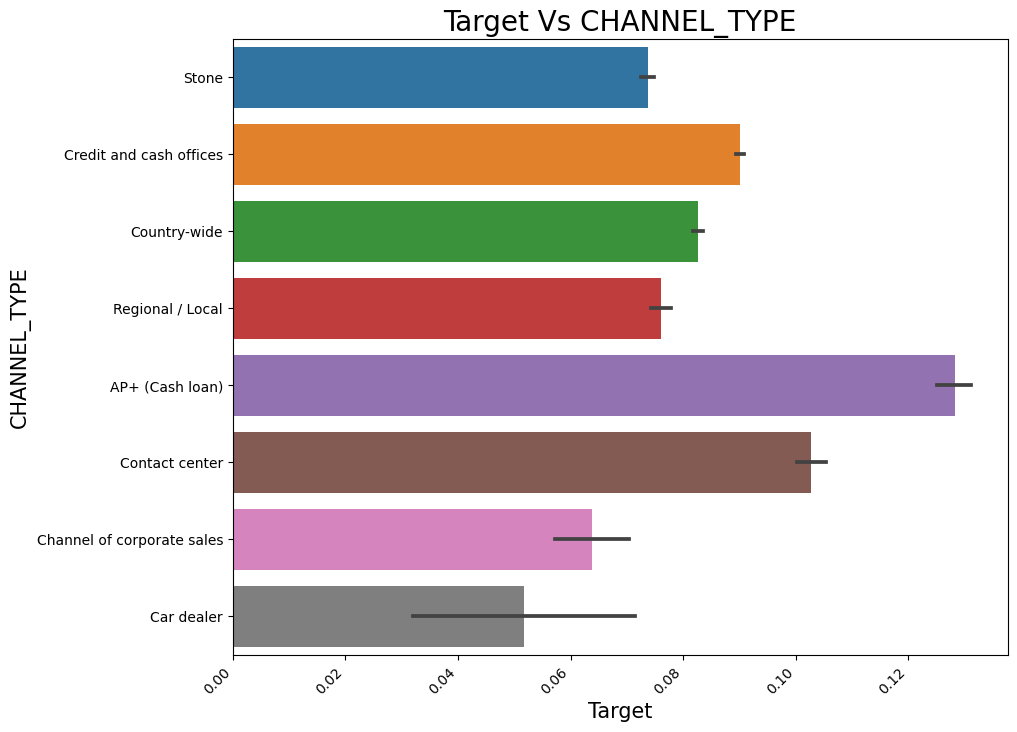 Target Vs CHANNEL_TYPE
CHANNEL_TYPE
Stone
Credit and cash offices
Country-wide
Regional / Local
AP+ (Cash loan)
Contact center
Channel of corporate sales
Car dealer
0.00
0.02
0.04
0.06
0.08
0.10
0.12
Target